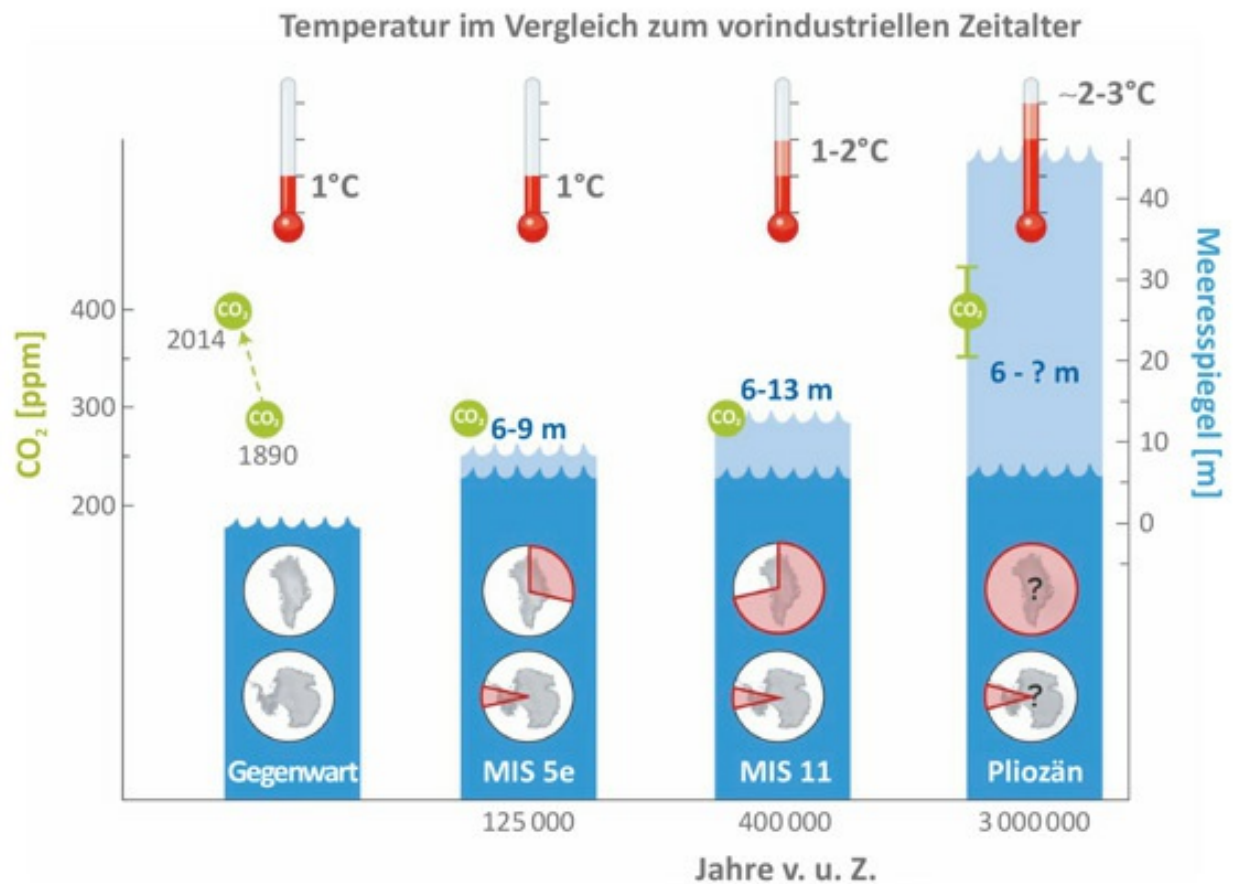 Temperatur im Vergleich zum vorindustriellen Zeitalter
~2-3°C
1-2°C
1°C
1°C
40
30
20
10
0
Meeresspiegel [m]
400
300
200
CO₂ [ppm]
CO₂
2014
CO₂
1890
CO₂
6-9 m
CO₂
6-13 m
CO₂
6 - ? m
?
?
Gegenwart
MIS 5e
MIS 11
Pliozän
125 000
400 000
3 000 000
Jahre v. u. Z.